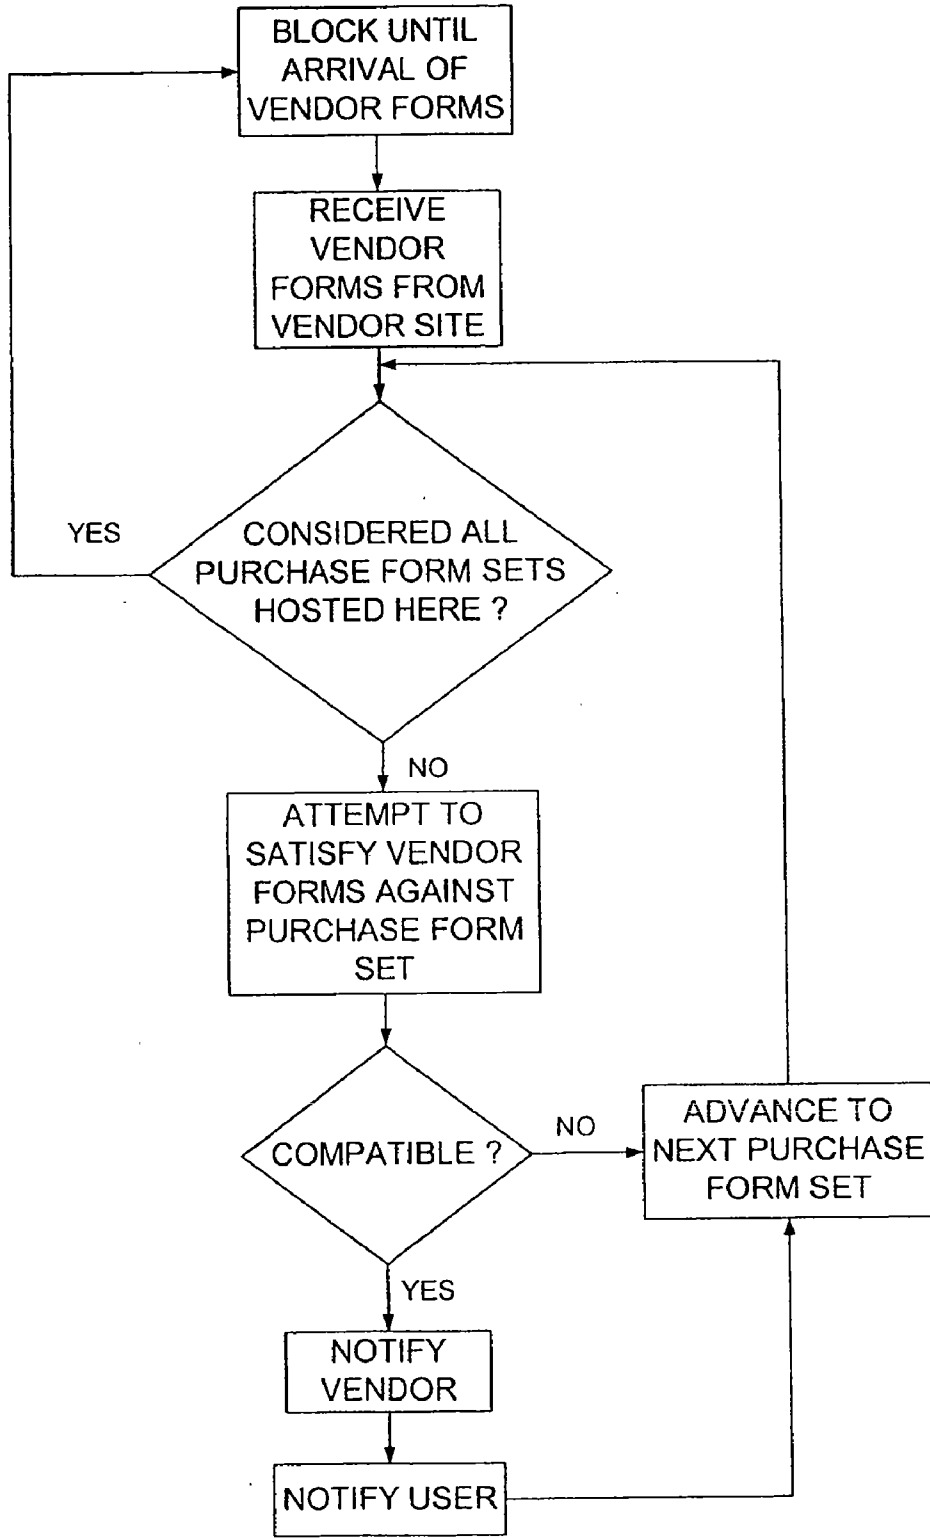 BLOCK UNTIL
ARRIVAL OF
VENDOR FORMS
RECEIVE
VENDOR
FORMS FROM
VENDOR SITE
YES
CONSIDERED ALL
PURCHASE FORM SETS
HOSTED HERE ?
NO
ATTEMPT TO
SATISFY VENDOR
FORMS AGAINST
PURCHASE FORM
SET
COMPATIBLE ?
NO
ADVANCE TO
NEXT PURCHASE
FORM SET
YES
NOTIFY
VENDOR
NOTIFY USER